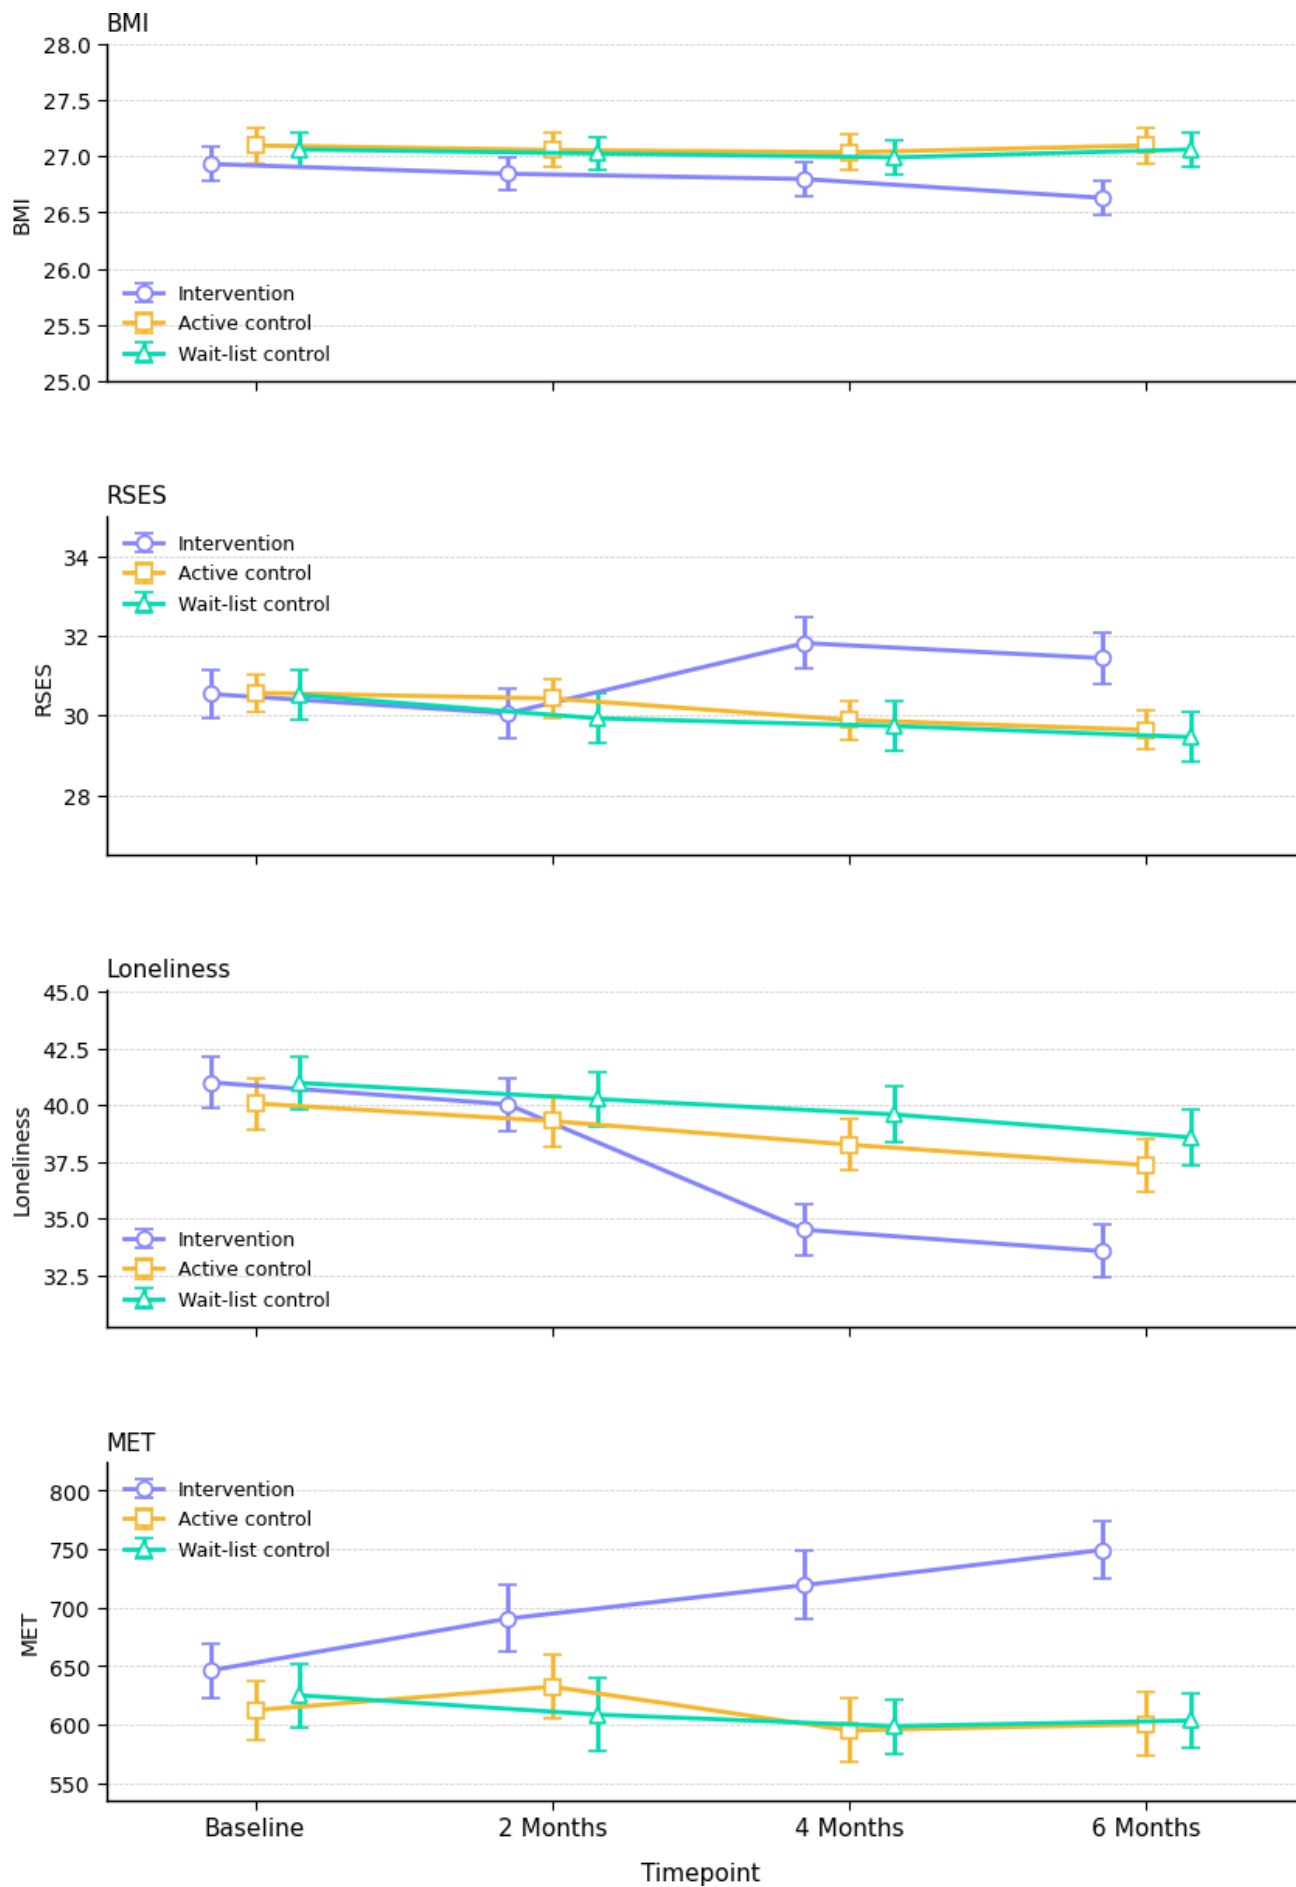 BMI
28.0
27.5
27.0
26.5
26.0
25.5
25.0
BMI
Intervention
Active control
Wait-list control
RSES
34
32
30
28
RSES
Intervention
Active control
Wait-list control
Loneliness
45.0
42.5
40.0
37.5
35.0
32.5
Loneliness
Intervention
Active control
Wait-list control
MET
800
750
700
650
600
550
MET
Intervention
Active control
Wait-list control
Baseline 2 Months 4 Months 6 Months
Timepoint